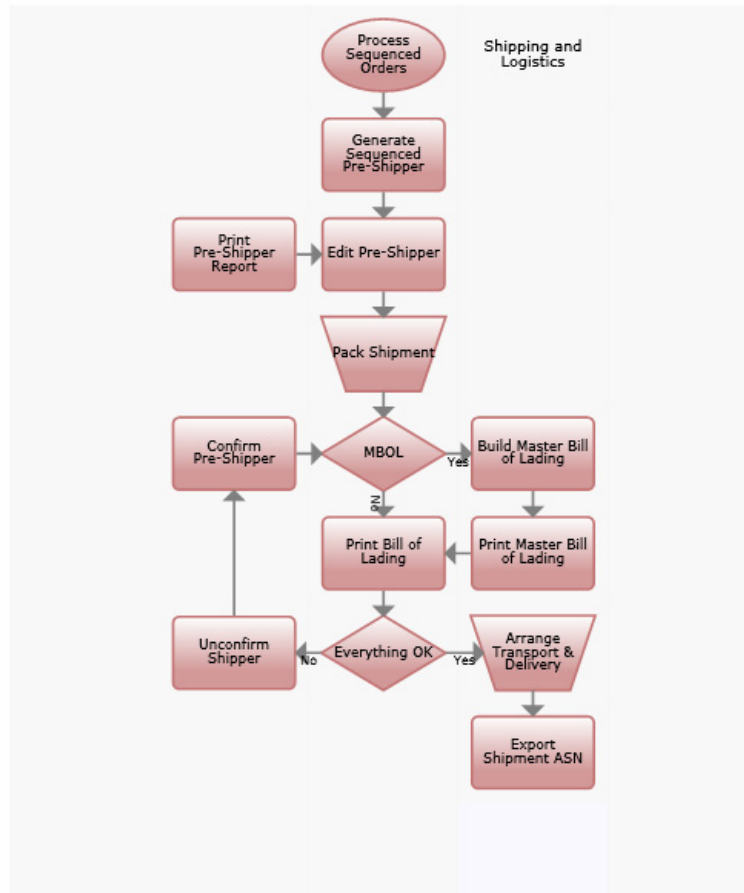 Process
Sequenced
Orders
Shipping and
Logistics
Generate
Sequenced
Pre-Shipper
Print
Pre-Shipper
Report
Edit Pre-Shipper
Pack Shipment
Confirm
Pre-Shipper
MBOL
Yes
Build Master Bill
of Lading
No
Print Bill of
Lading
Print Master Bill
of Lading
Unconfirm
Shipper
No
Everything OK
Yes
Arrange
Transport &
Delivery
Export
Shipment ASN